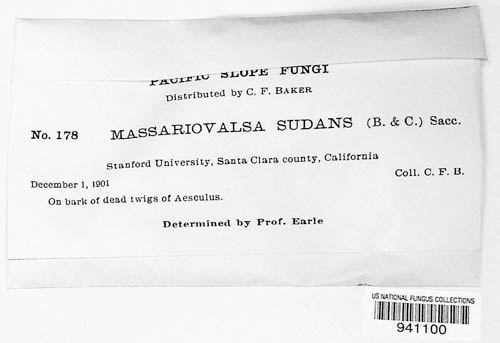 PACIFIC SLOPE FUNGI
Distributed by C. F. BAKER
No. 178 MASSARIOVALSA SUDANS (B. & C.) Sacc.
Stanford University, Santa Clara county, California
December 1, 1901 Coll. C. F. B.
On bark of dead twigs of Aesculus.
Determined by Prof. Earle
US NATIONAL FUNGUS COLLECTIONS
941100